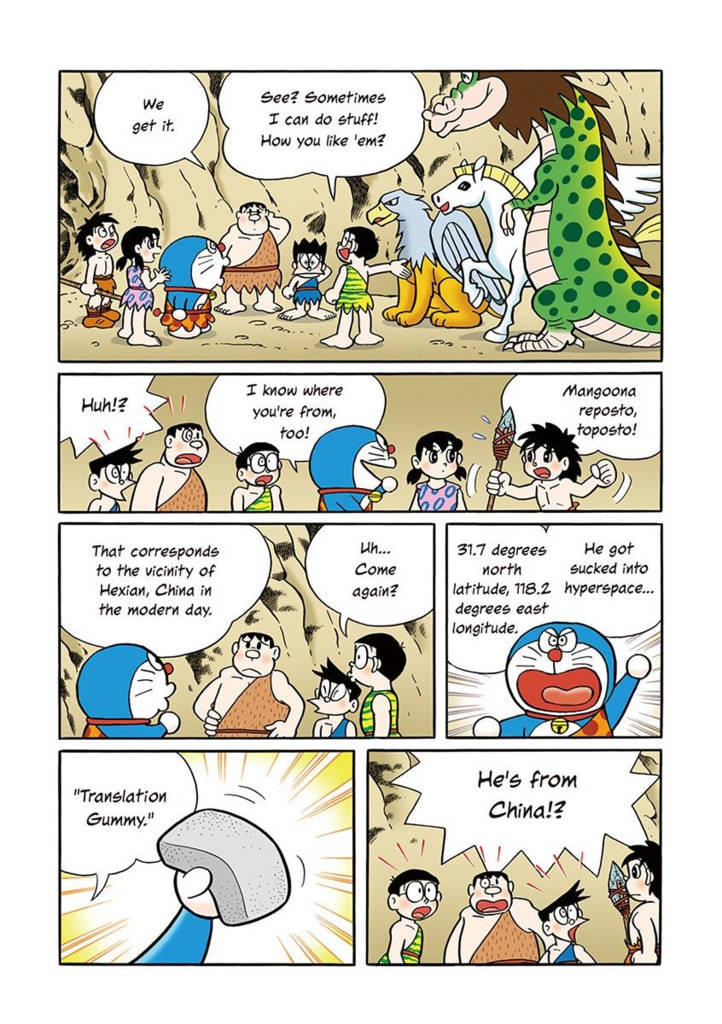 See? Sometimes
I can do stuff!
How you like 'em?
We
get it.
Mangoona
reposto,
toposto!
I know where
you're from,
too!
Huh!?
He got
sucked into
hyperspace...
31.7 degrees
north
latitude, 118.2
degrees east
longitude.
Uh...
Come
again?
That corresponds
to the vicinity of
Hexian, China in
the modern day.
He's from
China!?
"Translation
Gummy."